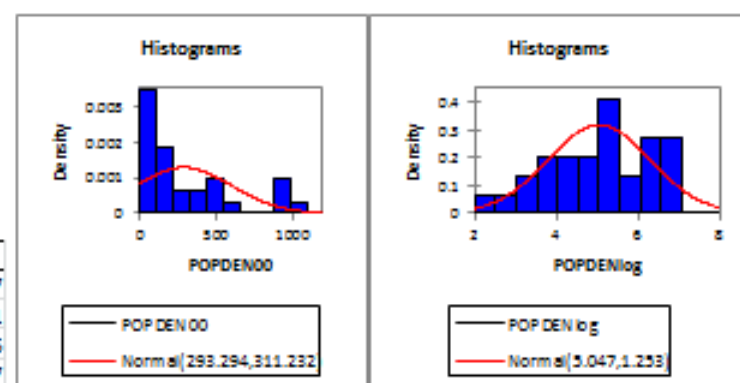 Histograms
Density
0.003
0.002
0.001
0
0 500 1000
POPDEN00
POPDEN00
Normal(293.294,311.232)
Histograms
Density
0.4
0.3
0.2
0.1
0
2 4 6 8
POPDENlog
POPDENlog
Normal(5.047,1.253)